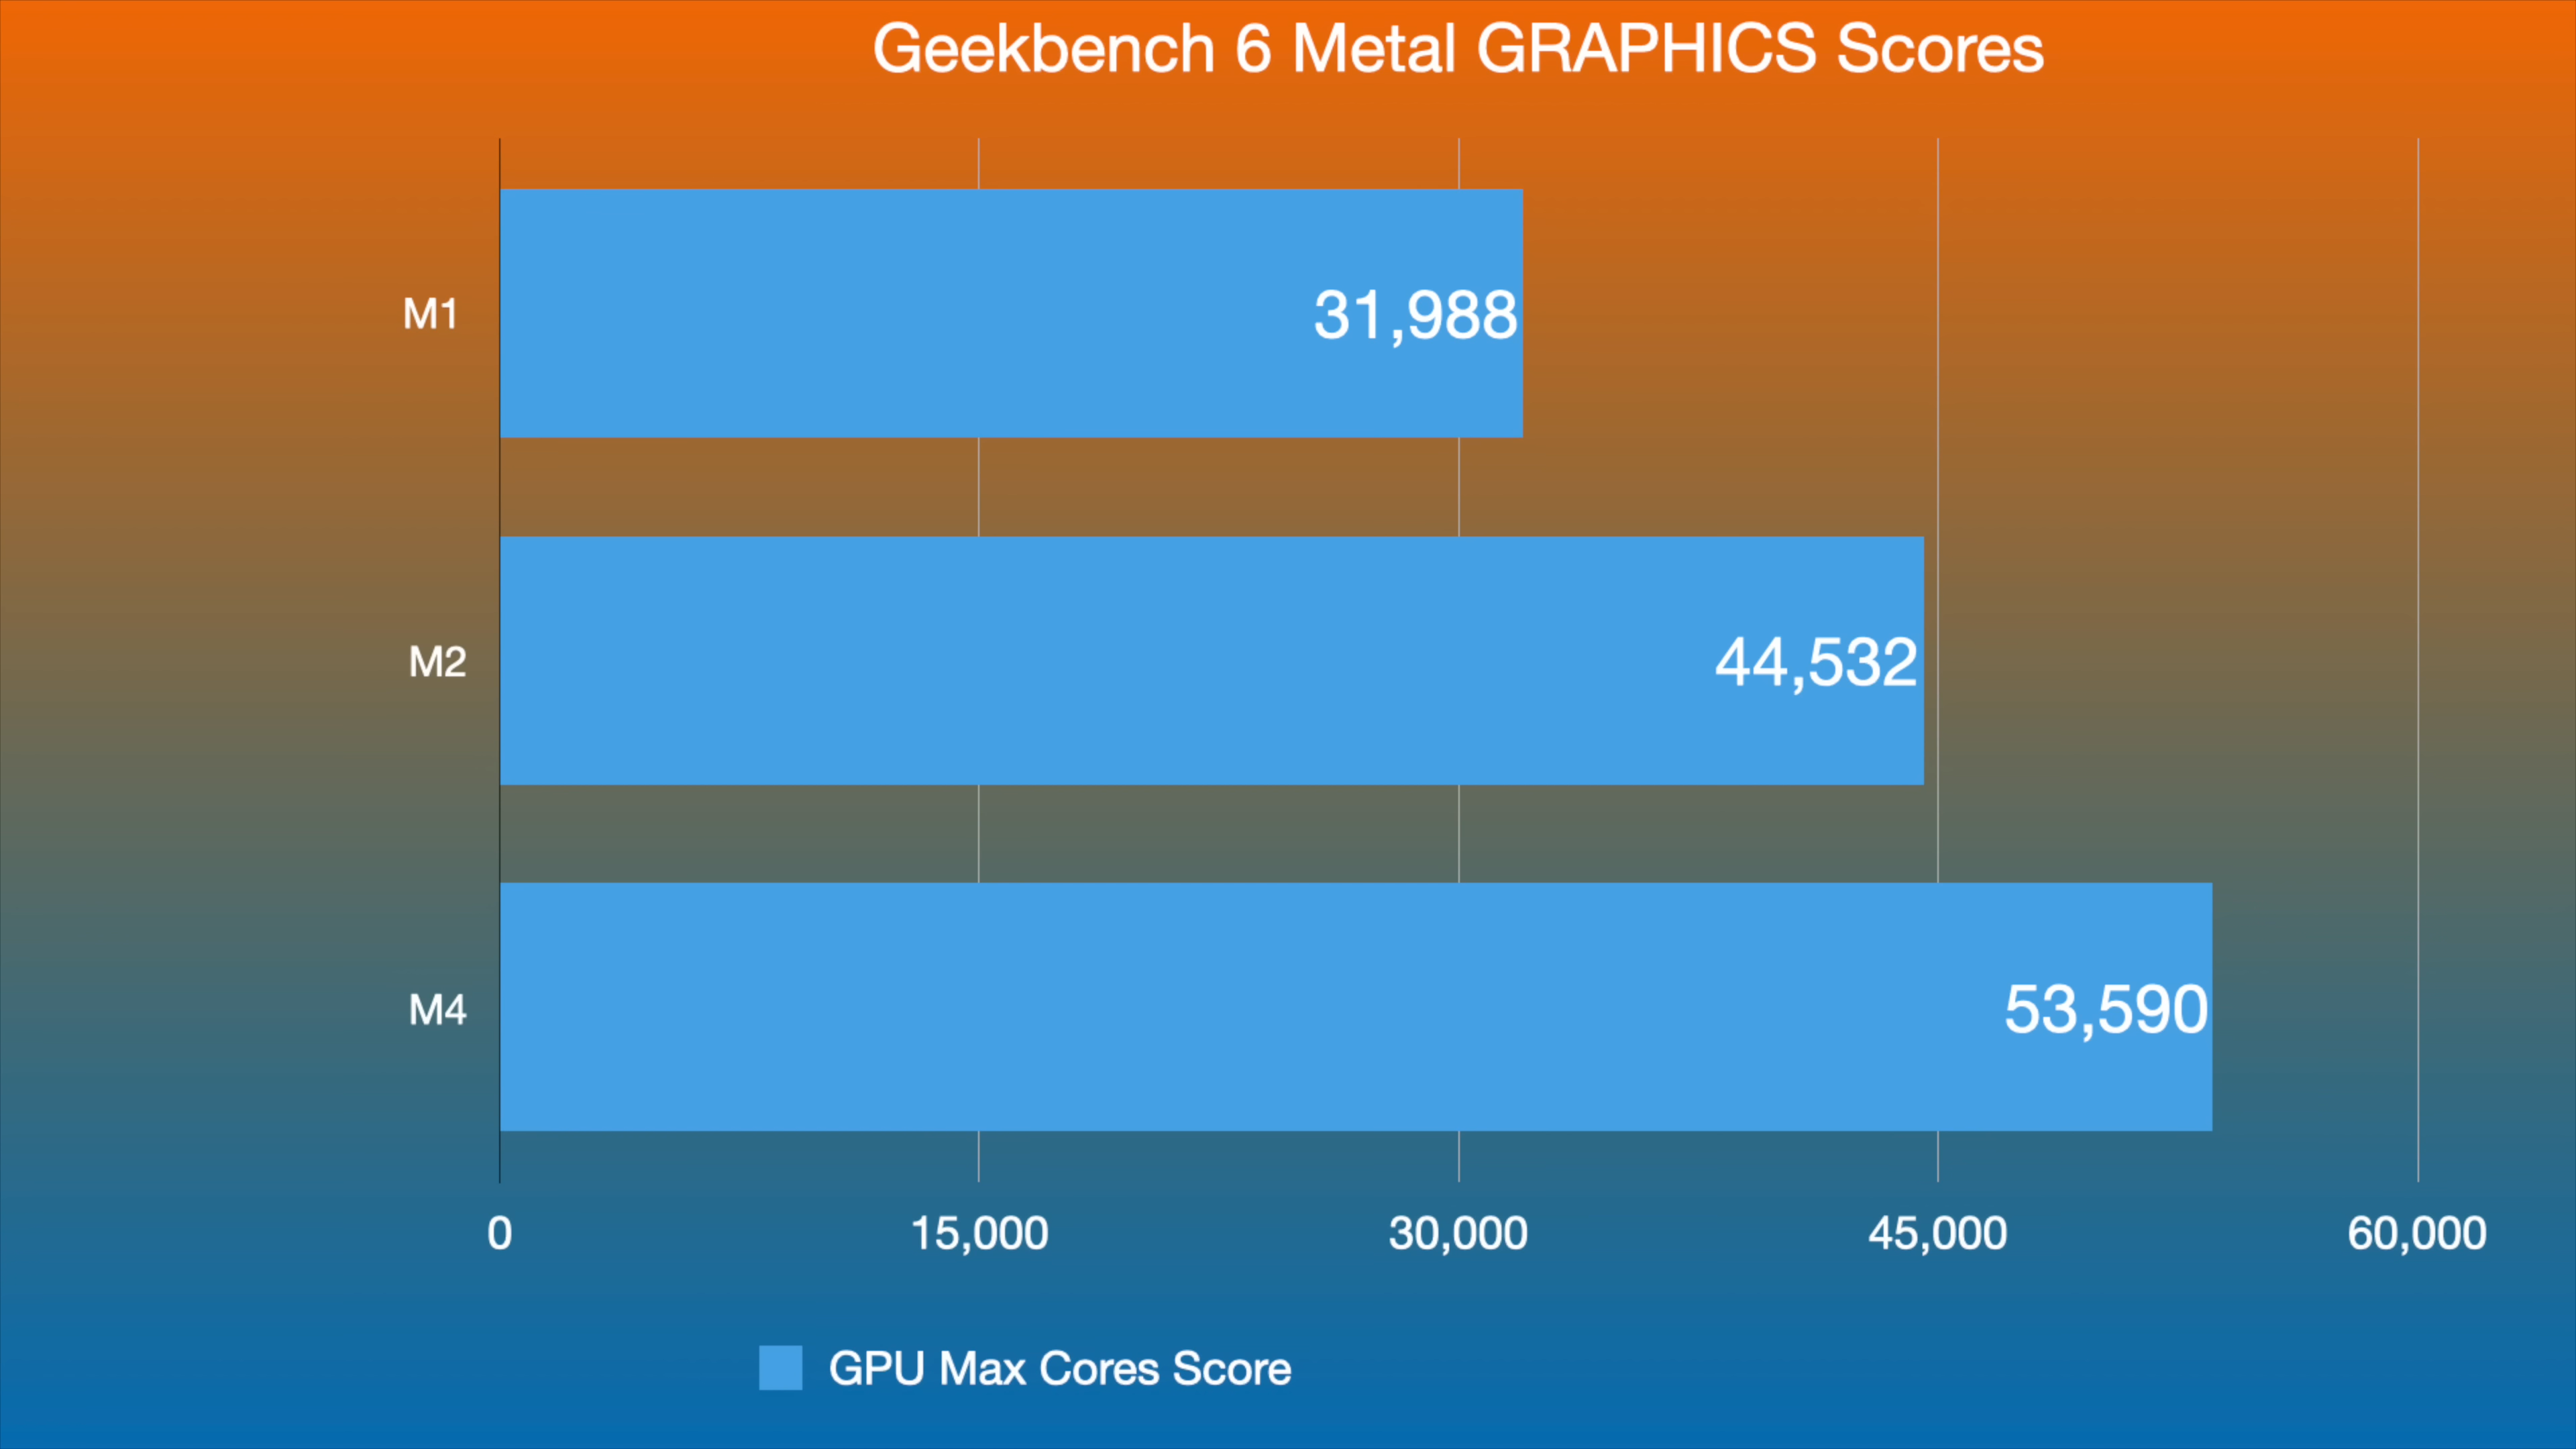 Geekbench 6 Metal GRAPHICS Scores
M1
31,988
M2
44,532
M4
53,590
0 15,000 30,000 45,000 60,000
GPU Max Cores Score